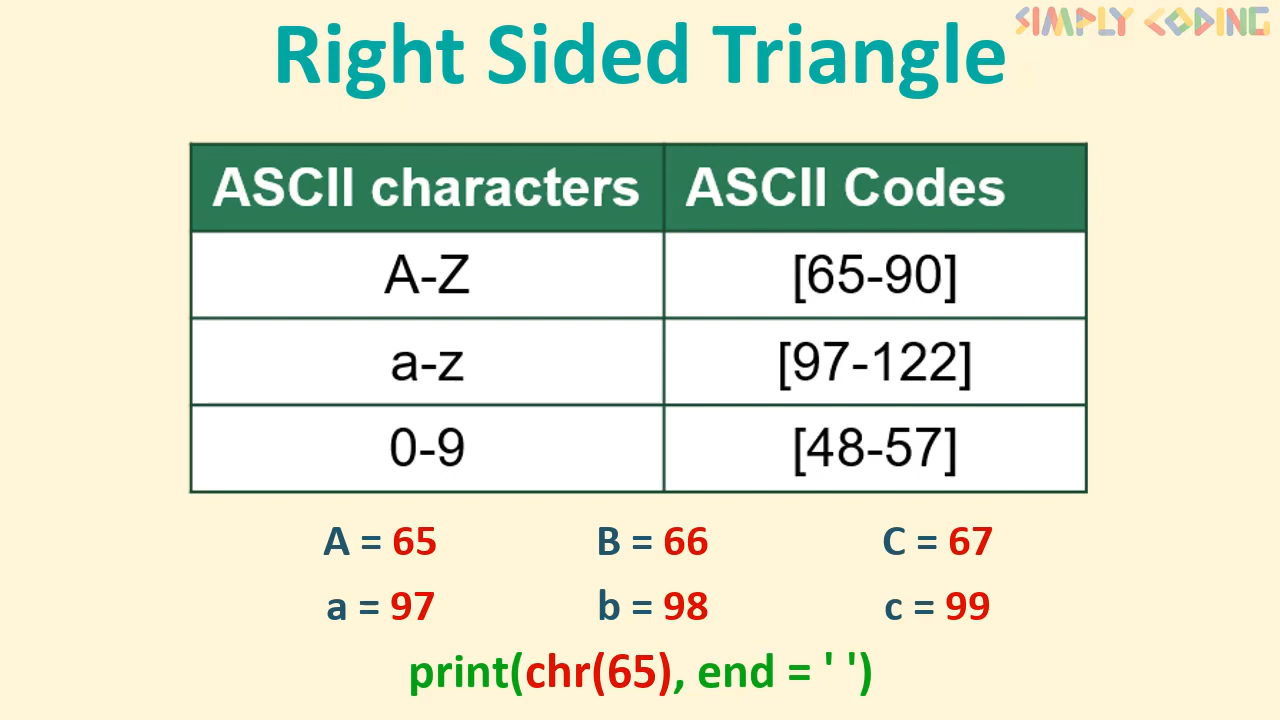 SIMPLY CODING
Right Sided Triangle
ASCII characters ASCII Codes
A-Z [65-90]
a-z [97-122]
0-9 [48-57]
A = 65 B = 66 C = 67
a = 97 b = 98 c = 99
print(chr(65), end = ' ')